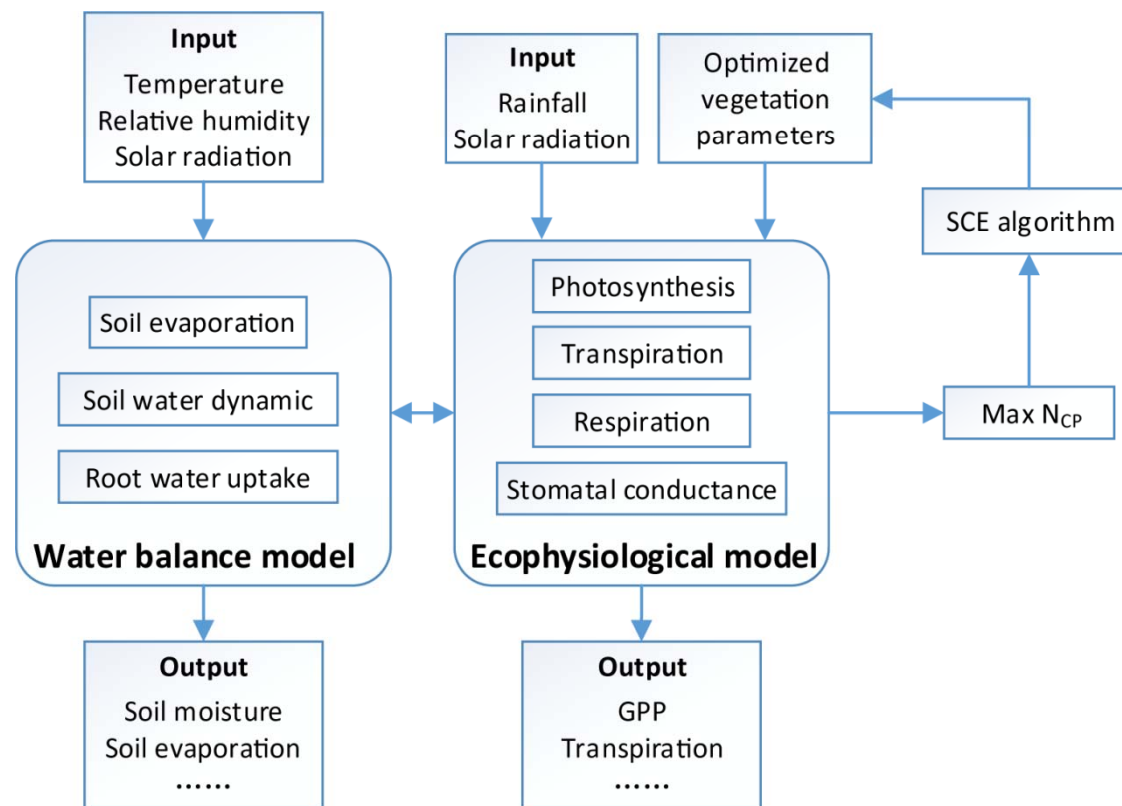 Input
Temperature
Relative humidity
Solar radiation
Input
Rainfall
Solar radiation
Optimized
vegetation
parameters
SCE algorithm
Max N_CP
Soil evaporation
Soil water dynamic
Root water uptake
Water balance model
Photosynthesis
Transpiration
Respiration
Stomatal conductance
Ecophysiological model
Output
Soil moisture
Soil evaporation
……
Output
GPP
Transpiration
……